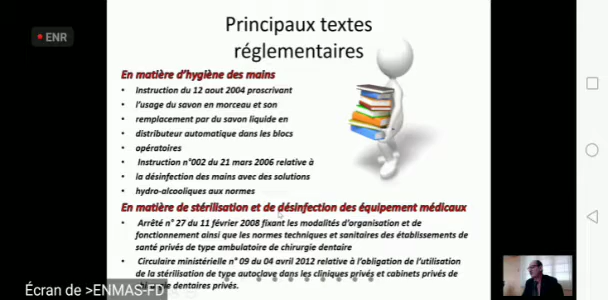 ENR
Principaux textes
réglementaires
En matière d'hygiène des mains
• Instruction du 12 aout 2004 proscrivant
• l'usage du savon en morceau et son
• remplacement par du savon liquide en
• distributeur automatique dans les blocs
• opératoires
• Instruction n°002 du 21 mars 2006 relative à
• la désinfection des mains avec des solutions
• hydro-alcooliques aux normes
En matière de stérilisation et de désinfection des équipement médicaux
• Arrêté n° 27 du 11 février 2008 fixant les modalités d'organisation et de
fonctionnement ainsi que les normes techniques et sanitaires des établissements de
santé privés de type ambulatoire de chirurgie dentaire
• Circulaire ministérielle n° 09 du 04 avril 2012 relative à l'obligation de l'utilisation
de la stérilisation de type autoclave dans les cliniques privés et cabinets privés de
dentaires privés.
Écran de >ENMAS-FD